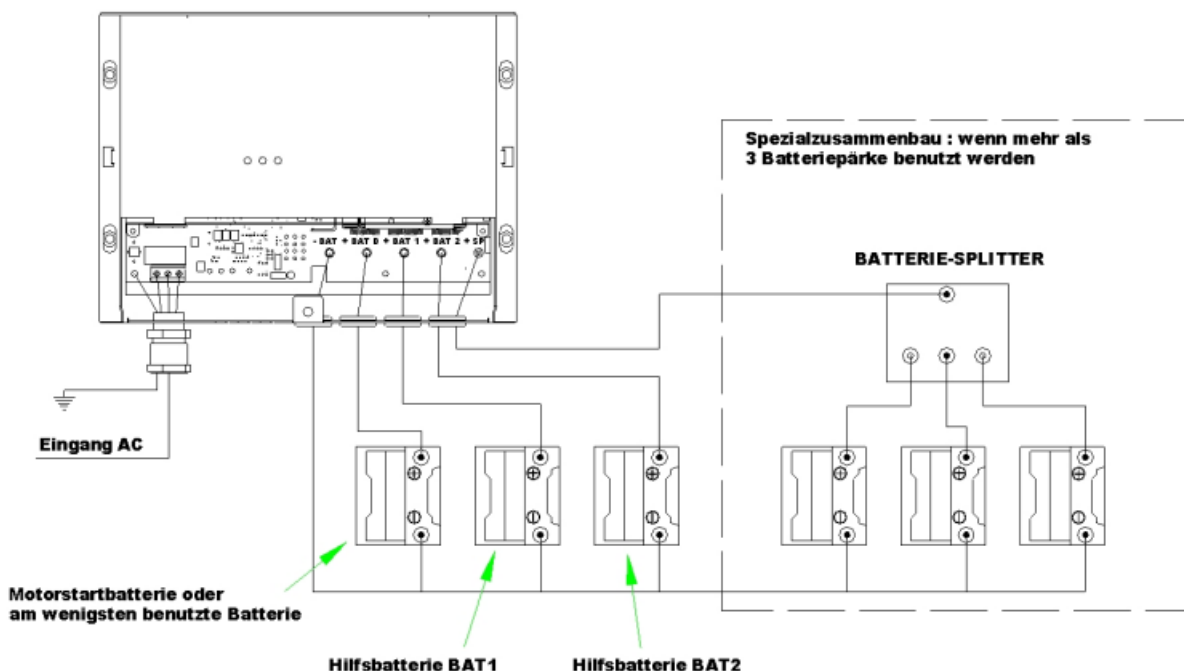 Spezialzusammenbau : wenn mehr als
3 Batteriepärke benutzt werden
- BAT + BAT 0 + BAT 1 + BAT 2 + SP
BATTERIE-SPLITTER
Eingang AC
Motorstartbatterie oder
am wenigsten benutzte Batterie
Hilfsbatterie BAT1
Hilfsbatterie BAT2